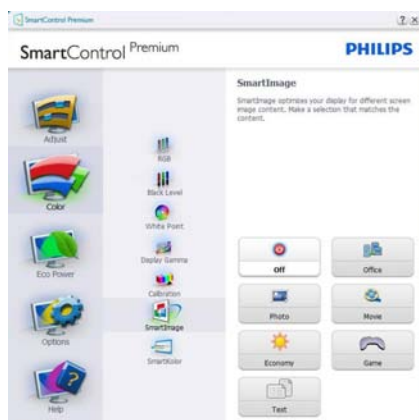 SmartControl Premium
SmartControl Premium
PHILIPS
Adjust
Color
Eco Power
Options
Help
RGB
Black Level
White Point
Display Gamma
Calibration
SmartImage
SmartKolor
SmartImage
SmartImage optimizes your display for different screen
image content. Make a selection that matches the
content.
Off
Office
Photo
Movie
Economy
Game
Text